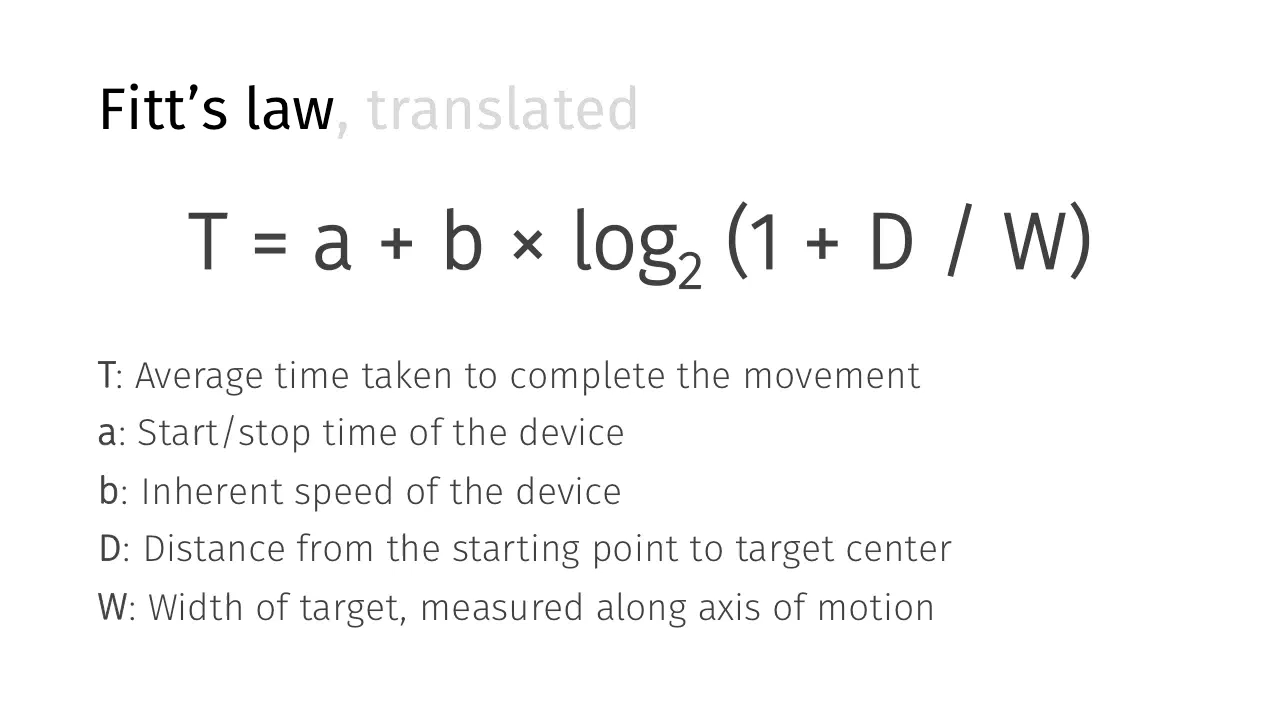 Fitt’s law, translated
T = a + b × log₂ (1 + D / W)
T: Average time taken to complete the movement
a: Start/stop time of the device
b: Inherent speed of the device
D: Distance from the starting point to target center
W: Width of target, measured along axis of motion